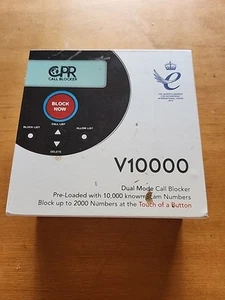 CPR
CALL BLOCKER
BLOCK
NOW
CALL LIST
BLOCK LIST
ALLOW LIST
DELETE
V10000
Dual Mode Call Blocker
Pre-Loaded with 10,000 known Scam Numbers
Block up to 2000 Numbers at the Touch of a Button